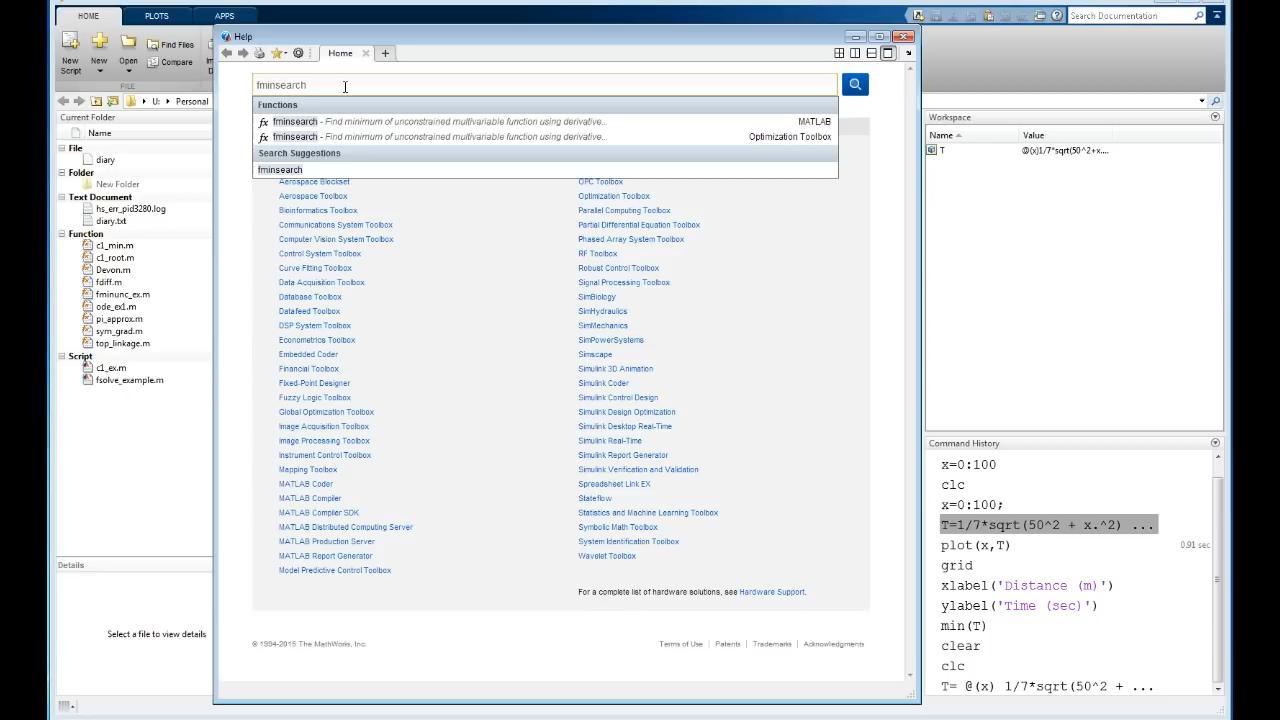 HOME
PLOTS
APPS
Search Documentation
New
Script
New
Open
Find Files
Compare
FILE
U:
Personal
Current Folder
Name
File
diary
Folder
New Folder
Text Document
hs_err_pid3280.log
diary.txt
Function
c1_min.m
c1_root.m
Devon.m
fdiff.m
fminunc_ex.m
ode_ex1.m
pi_approx.m
sym_grad.m
top_linkage.m
Script
c1_ex.m
fsolve_example.m
Details
Select a file to view details
Help
Home
fminsearch
Functions
fx fminsearch - Find minimum of unconstrained multivariable function using derivative... MATLAB
fx fminsearch - Find minimum of unconstrained multivariable function using derivative... Optimization Toolbox
Search Suggestions
fminsearch
Aerospace Blockset
Aerospace Toolbox
Bioinformatics Toolbox
Communications System Toolbox
Computer Vision System Toolbox
Control System Toolbox
Curve Fitting Toolbox
Data Acquisition Toolbox
Database Toolbox
Datafeed Toolbox
DSP System Toolbox
Econometrics Toolbox
Embedded Coder
Financial Toolbox
Fixed-Point Designer
Fuzzy Logic Toolbox
Global Optimization Toolbox
Image Acquisition Toolbox
Image Processing Toolbox
Instrument Control Toolbox
Mapping Toolbox
MATLAB Coder
MATLAB Compiler
MATLAB Compiler SDK
MATLAB Distributed Computing Server
MATLAB Production Server
MATLAB Report Generator
Model Predictive Control Toolbox
OPC Toolbox
Optimization Toolbox
Parallel Computing Toolbox
Partial Differential Equation Toolbox
Phased Array System Toolbox
RF Toolbox
Robust Control Toolbox
Signal Processing Toolbox
SimBiology
SimHydraulics
SimMechanics
SimPowerSystems
Simscape
Simulink 3D Animation
Simulink Coder
Simulink Control Design
Simulink Design Optimization
Simulink Desktop Real-Time
Simulink Real-Time
Simulink Report Generator
Simulink Verification and Validation
Spreadsheet Link EX
Stateflow
Statistics and Machine Learning Toolbox
Symbolic Math Toolbox
System Identification Toolbox
Wavelet Toolbox
For a complete list of hardware solutions, see Hardware Support.
© 1994-2015 The MathWorks, Inc.
Terms of Use | Patents | Trademarks | Acknowledgments
Workspace
Name Value
T @(x)1/7*sqrt(50^2+x....
Command History
x=0:100
clc
x=0:100;
T=1/7*sqrt(50^2 + x.^2) ...
plot(x,T) 0.91 sec
grid
xlabel('Distance (m)')
ylabel('Time (sec)')
min(T)
clear
clc
T= @(x) 1/7*sqrt(50^2 + ...